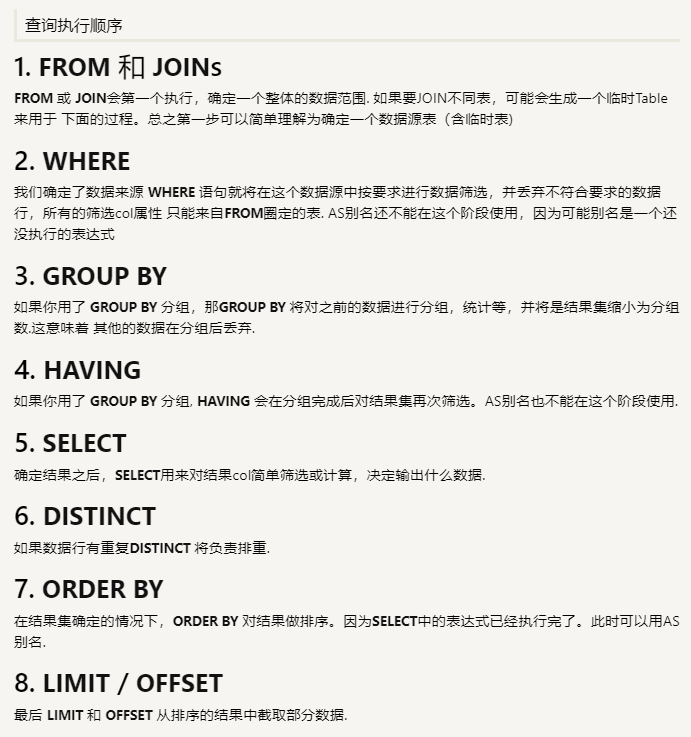 查询执行顺序
1. FROM 和 JOINs
FROM 或 JOIN会第一个执行，确定一个整体的数据范围. 如果要JOIN不同表，可能会生成一个临时Table
来用于 下面的过程。总之第一步可以简单理解为确定一个数据源表（含临时表)
2. WHERE
我们确定了数据来源 WHERE 语句就将在这个数据源中按要求进行数据筛选，并丢弃不符合要求的数据
行，所有的筛选col属性 只能来自FROM圈定的表. AS别名还不能在这个阶段使用，因为可能别名是一个还
没执行的表达式
3. GROUP BY
如果你用了 GROUP BY 分组，那GROUP BY 将对之前的数据进行分组，统计等，并将是结果集缩小为分组
数.这意味着 其他的数据在分组后丢弃.
4. HAVING
如果你用了 GROUP BY 分组, HAVING 会在分组完成后对结果集再次筛选。AS别名也不能在这个阶段使用.
5. SELECT
确定结果之后，SELECT用来对结果col简单筛选或计算，决定输出什么数据.
6. DISTINCT
如果数据行有重复DISTINCT 将负责排重.
7. ORDER BY
在结果集确定的情况下，ORDER BY 对结果做排序。因为SELECT中的表达式已经执行完了。此时可以用AS
别名.
8. LIMIT / OFFSET
最后 LIMIT 和 OFFSET 从排序的结果中截取部分数据.